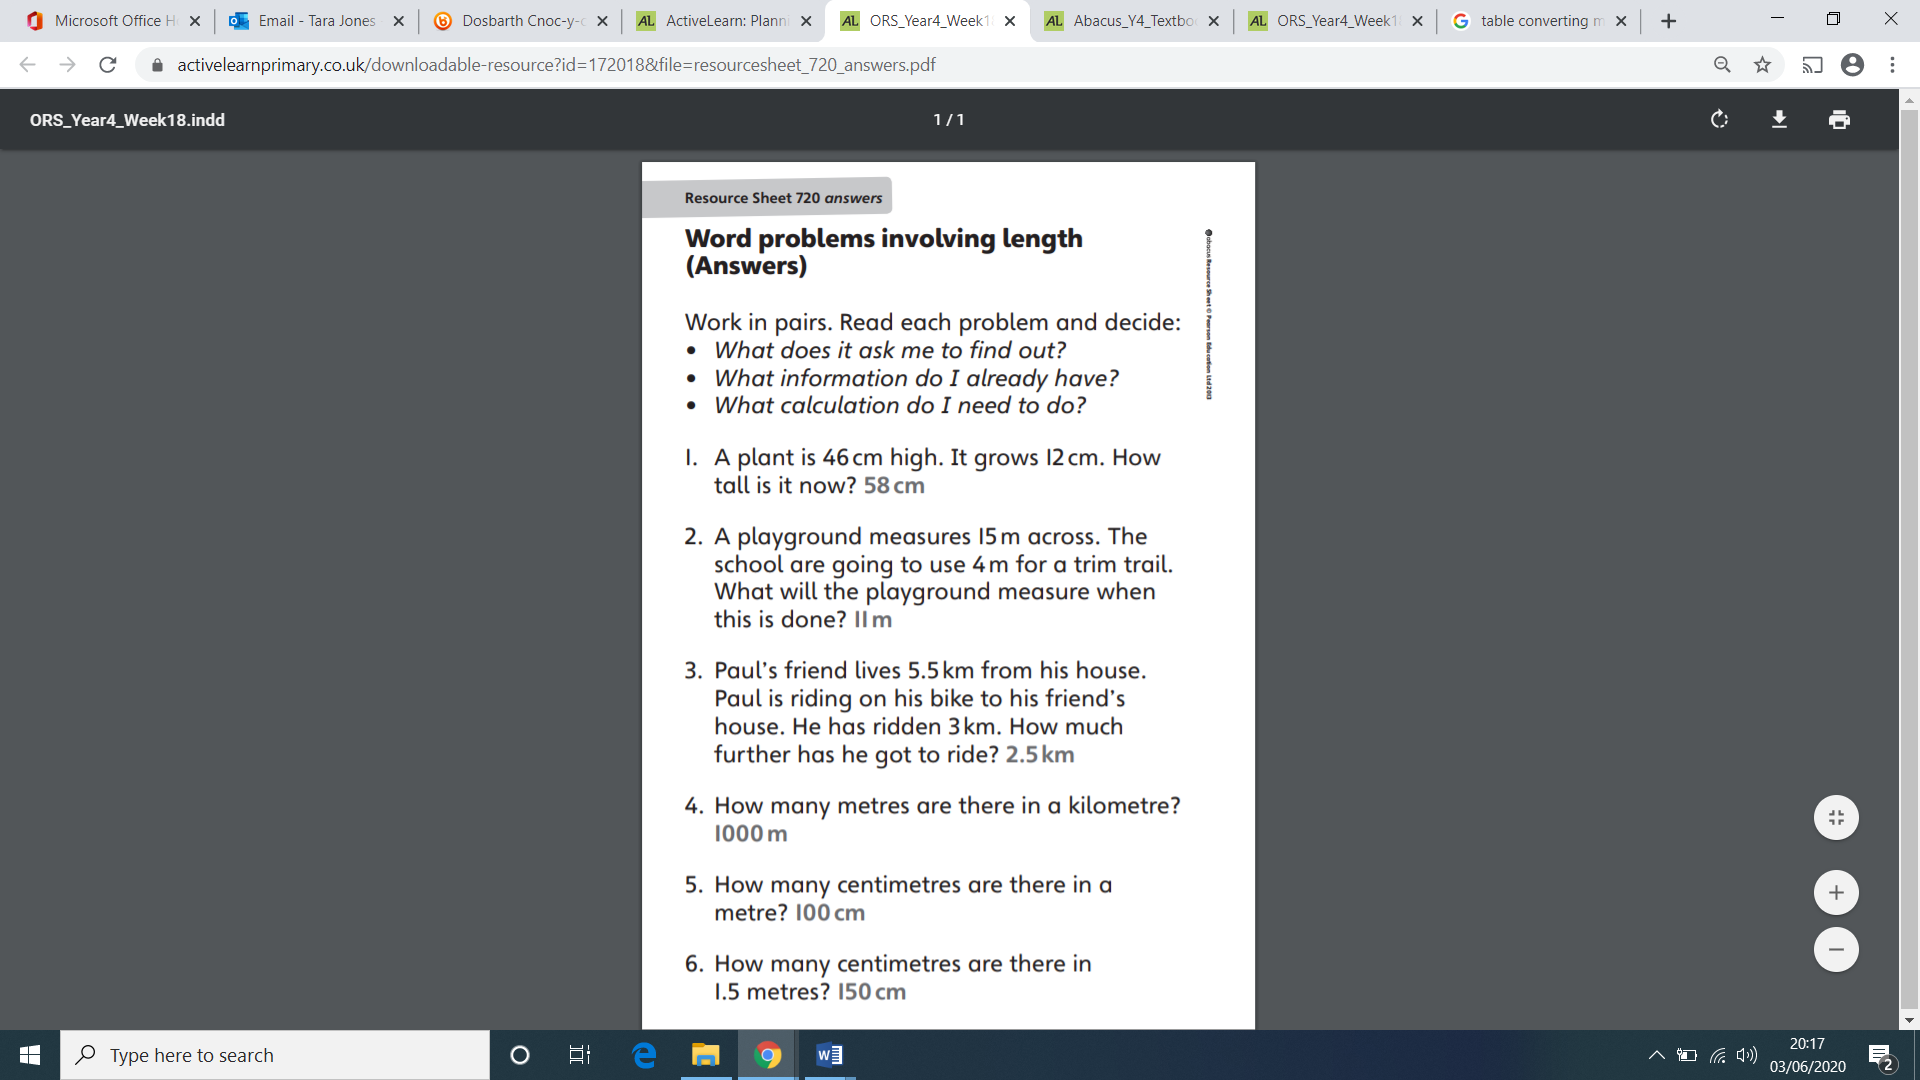 Microsoft Office H
Email - Tara Jones
Dosbarth Cnoc-y-c
ActiveLearn: Planni
ORS_Year4_Week1
Abacus_Y4_Textbo
ORS_Year4_Week1
table converting m
activelearnprimary.co.uk/downloadable-resource?id=172018&file=resourcesheet_720_answers.pdf
ORS_Year4_Week18.indd
1 / 1
Resource Sheet 720 answers
Word problems involving length
(Answers)
abacus Resource Sheet © Pearson Education Ltd 2013
Work in pairs. Read each problem and decide:
• What does it ask me to find out?
• What information do I already have?
• What calculation do I need to do?
1. A plant is 46 cm high. It grows 12 cm. How
tall is it now? 58 cm
2. A playground measures 15 m across. The
school are going to use 4 m for a trim trail.
What will the playground measure when
this is done? 11 m
3. Paul's friend lives 5.5 km from his house.
Paul is riding on his bike to his friend's
house. He has ridden 3 km. How much
further has he got to ride? 2.5 km
4. How many metres are there in a kilometre?
1000 m
5. How many centimetres are there in a
metre? 100 cm
6. How many centimetres are there in
1.5 metres? 150 cm
Type here to search
20:17
03/06/2020
2